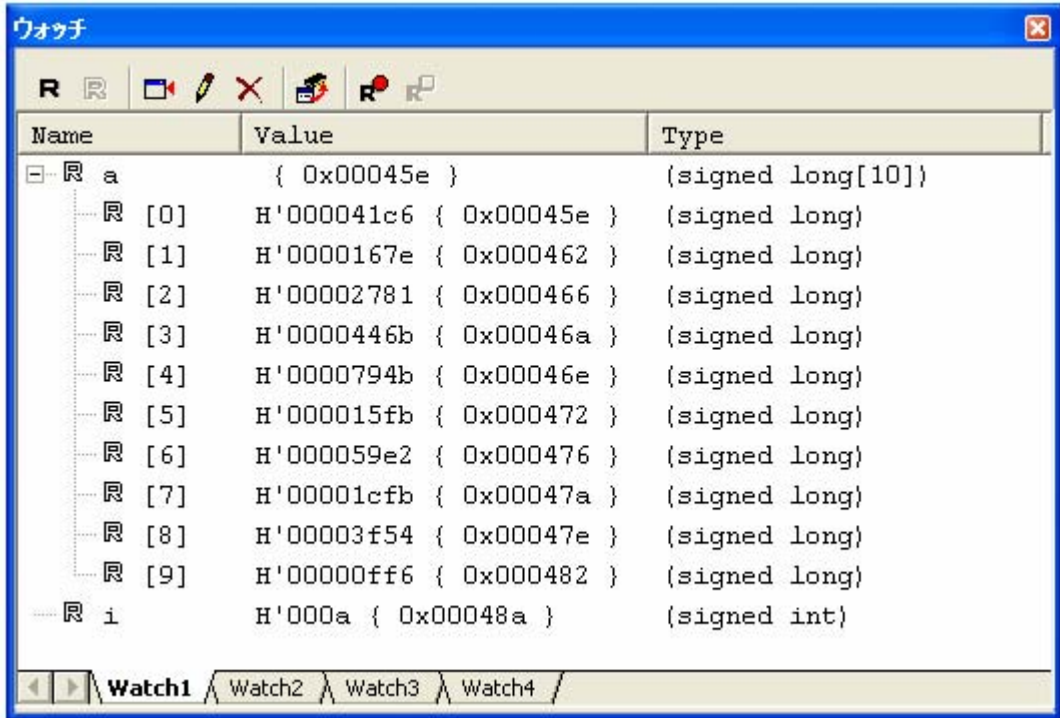 ウォッチ
R R R R
Name Value Type
R a { 0x00045e } (signed long[10])
R [0] H'000041c6 { 0x00045e } (signed long)
R [1] H'0000167e { 0x000462 } (signed long)
R [2] H'00002781 { 0x000466 } (signed long)
R [3] H'0000446b { 0x00046a } (signed long)
R [4] H'0000794b { 0x00046e } (signed long)
R [5] H'000015fb { 0x000472 } (signed long)
R [6] H'000059e2 { 0x000476 } (signed long)
R [7] H'00001cfb { 0x00047a } (signed long)
R [8] H'00003f54 { 0x00047e } (signed long)
R [9] H'00000ff6 { 0x000482 } (signed long)
R i H'000a { 0x00048a } (signed int)
Watch1 Watch2 Watch3 Watch4